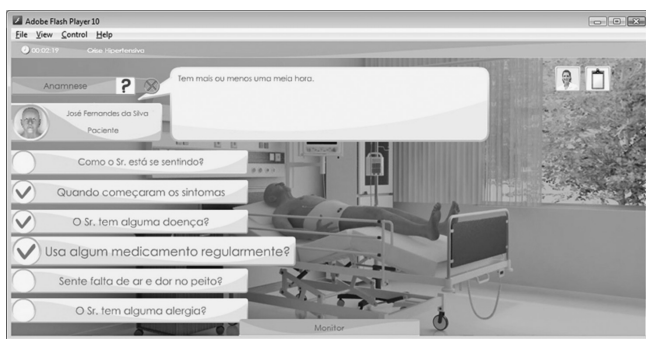 Adobe Flash Player 10
File View Control Help
00:02:19 Crise Hipertensiva
Anamnese ?
Tem mais ou menos uma meia hora.
José Fernandes da Silva
Paciente
Como o Sr. está se sentindo?
Quando começaram os sintomas
O Sr. tem alguma doença?
Usa algum medicamento regularmente?
Sente falta de ar e dor no peito?
O Sr. tem alguma alergia?
Monitor